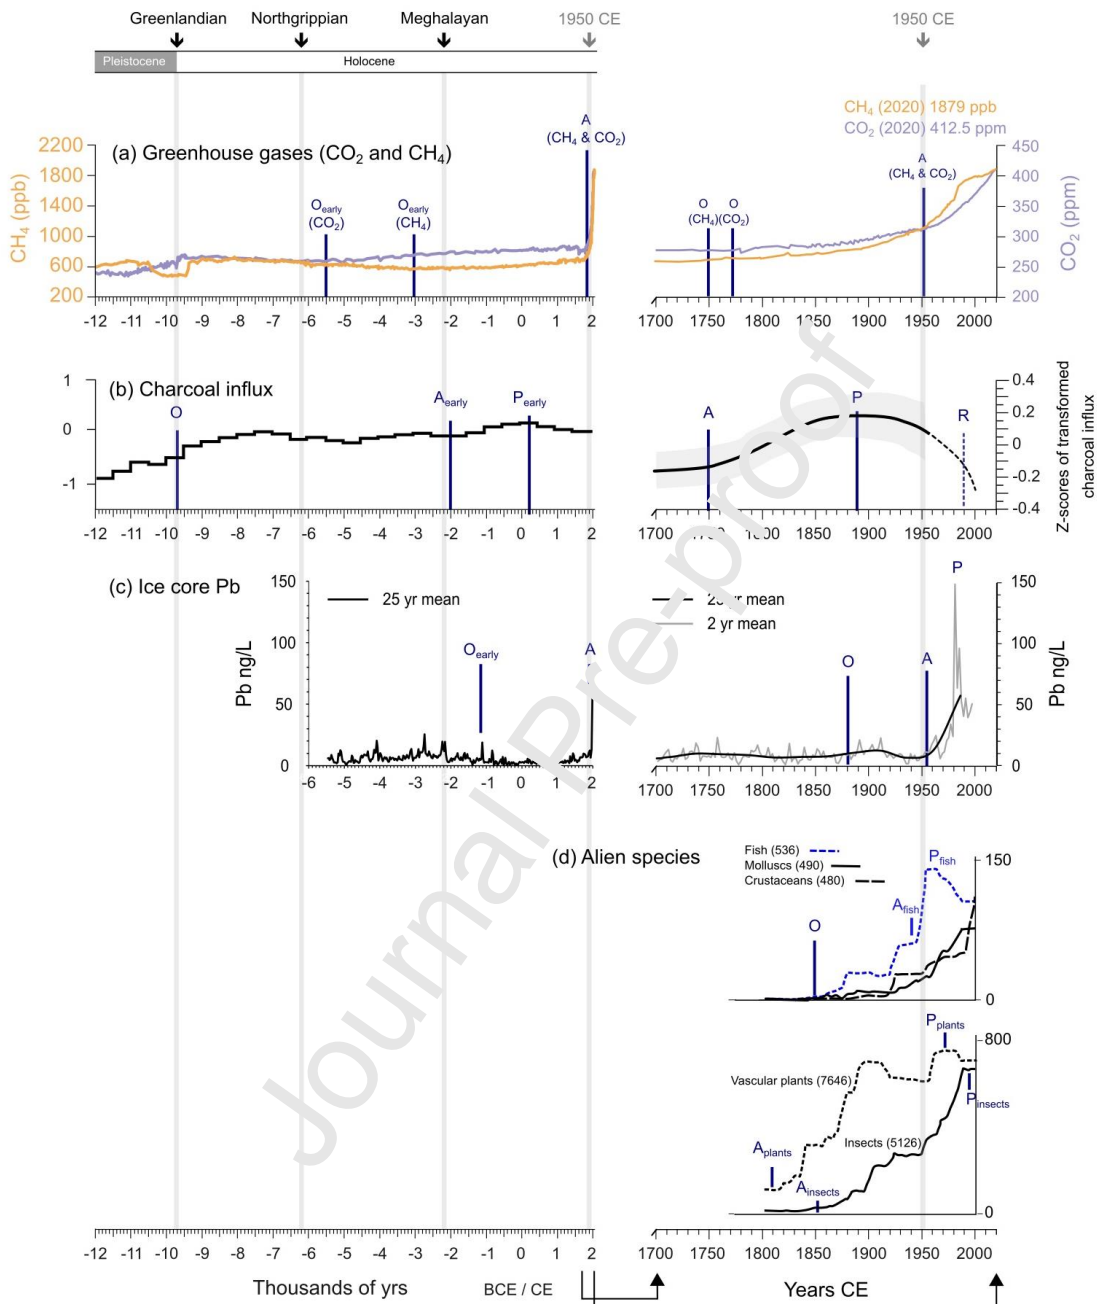 Greenlandian Northgrippian Meghalayan 1950 CE 1950 CE
Pleistocene Holocene
CH4 (2020) 1879 ppb
CO2 (2020) 412.5 ppm
(a) Greenhouse gases (CO2 and CH4)
A
(CH4 & CO2)
A
(CH4 & CO2)
Oearly
(CO2)
Oearly
(CH4)
O
(CH4)
O
(CO2)
CH4 (ppb)
2200
1800
1400
1000
600
200
450
400
350
300
250
200
CO2 (ppm)
-12 -11 -10 -9 -8 -7 -6 -5 -4 -3 -2 -1 0 1 2
1700 1750 1800 1850 1900 1950 2000
(b) Charcoal influx
1
0
-1
O Aearly Pearly
A P R
0.4
0.2
0
-0.2
-0.4
Z-scores of transformed
charcoal influx
-12 -11 -10 -9 -8 -7 -6 -5 -4 -3 -2 -1 0 1 2
1700 1750 1800 1850 1900 1950 2000
(c) Ice core Pb
Pb ng/L
150
100
50
0
25 yr mean
Oearly A
-6 -5 -4 -3 -2 -1 0 1 2
25 yr mean
2 yr mean
O A P
150
100
50
0
Pb ng/L
1700 1750 1800 1850 1900 1950 2000
(d) Alien species
Fish (536)
Molluscs (490)
Crustaceans (480)
O Afish Pfish
150
0
Pplants
800
Vascular plants (7646)
Pinsects
Insects (5126)
Aplants
Ainsects
0
-12 -11 -10 -9 -8 -7 -6 -5 -4 -3 -2 -1 0 1 2
1700 1750 1800 1850 1900 1950 2000
Thousands of yrs BCE / CE Years CE
Journal Pre-proof